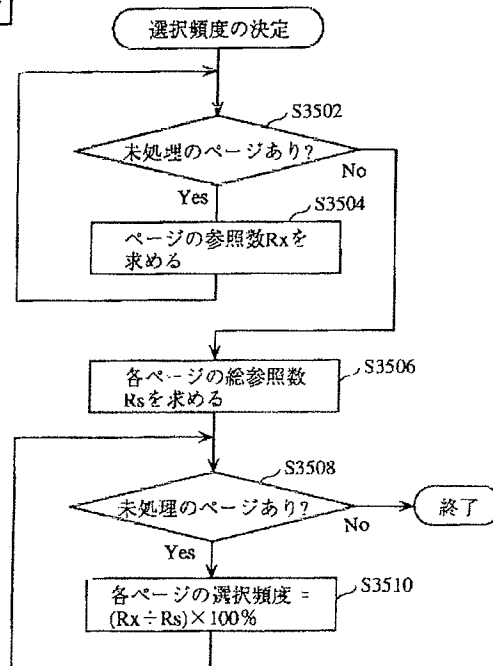 選択頻度の決定
S3502
未処理のページあり?
No
Yes
S3504
ページの参照数Rxを
求める
S3506
各ページの総参照数
Rsを求める
S3508
未処理のページあり?
終了
No
Yes
S3510
各ページの選択頻度 =
(Rx÷Rs)×100%